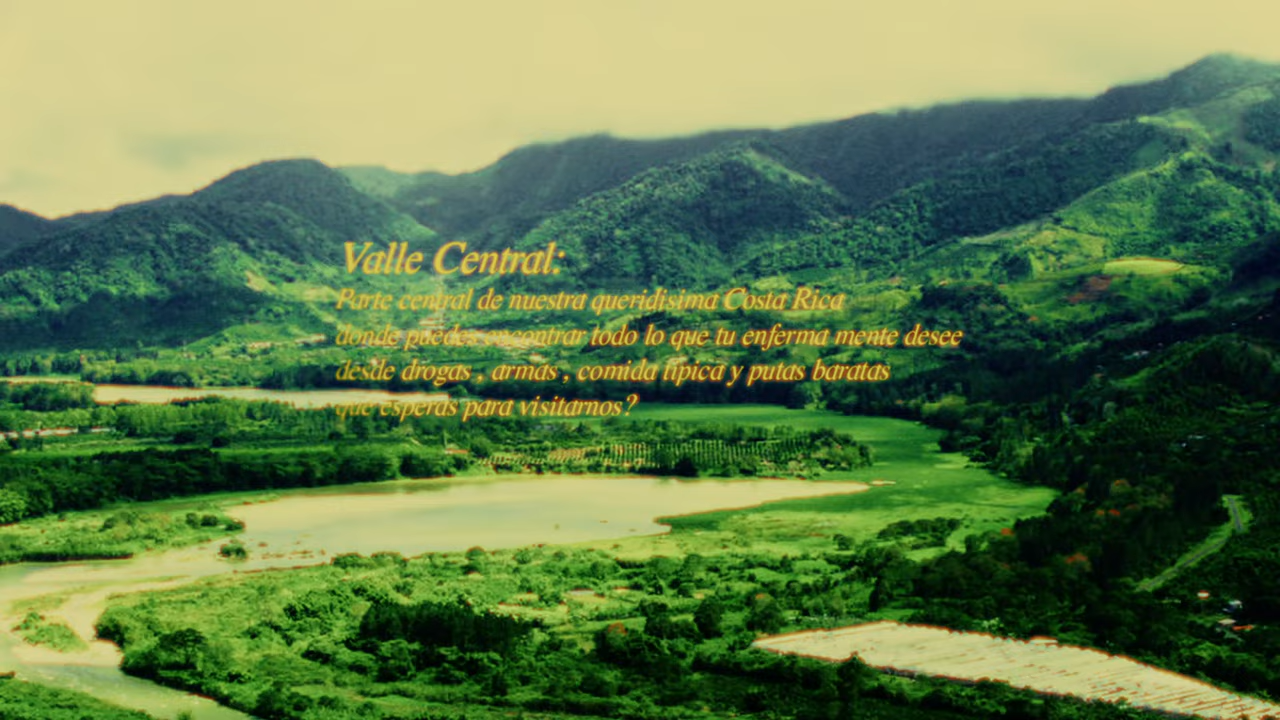 Valle Central:
Parte central de nuestra queridisima Costa Rica
donde puedes encontrar todo lo que tu enferma mente desee
desde drogas , armas , comida tipica y putas baratas
que esperas para visitarnos?